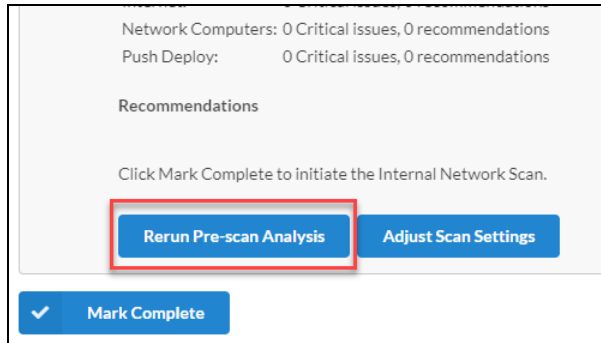 Network Computers: 0 Critical issues, 0 recommendations
Push Deploy: 0 Critical issues, 0 recommendations
Recommendations
Click Mark Complete to initiate the Internal Network Scan.
Rerun Pre-scan Analysis Adjust Scan Settings
Mark Complete